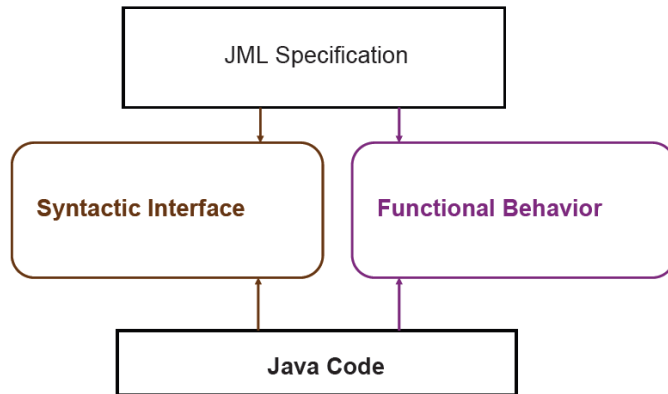 JML Specification
Syntactic Interface
Functional Behavior
Java Code